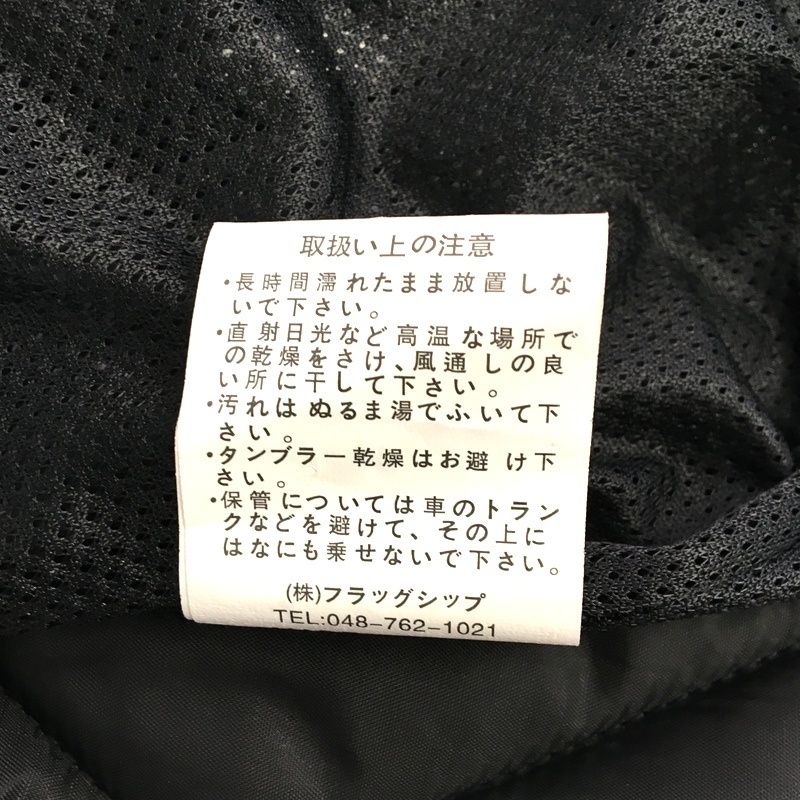 取扱い上の注意
・長時間濡れたまま放置しな
いで下さい。
・直射日光など高温な場所で
の乾燥をさけ、風通しの良
い所に干して下さい。
・汚れはぬるま湯でふいて下
さい。
・タンブラー乾燥はお避け下
さい。
・保管については車のトラン
クなどを避けて、その上に
はなにも乗せないで下さい。
(株)フラッグシップ
TEL:048-762-1021